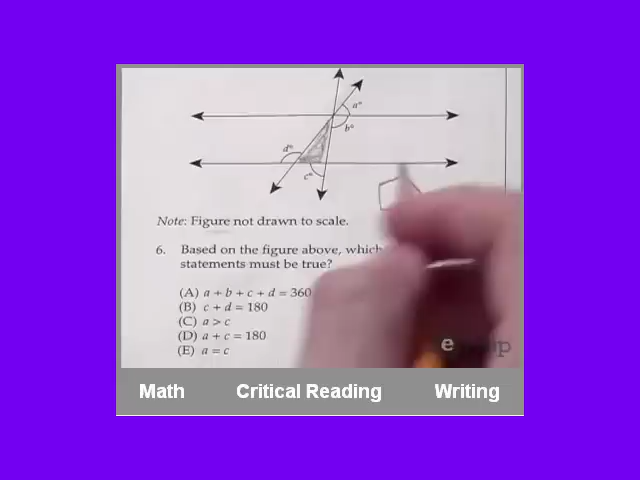 a°
b°
d°
c°
Note: Figure not drawn to scale.
6. Based on the figure above, which
statements must be true?
(A) a + b + c + d = 360
(B) c + d = 180
(C) a > c
(D) a + c = 180
(E) a = c
Math Critical Reading Writing